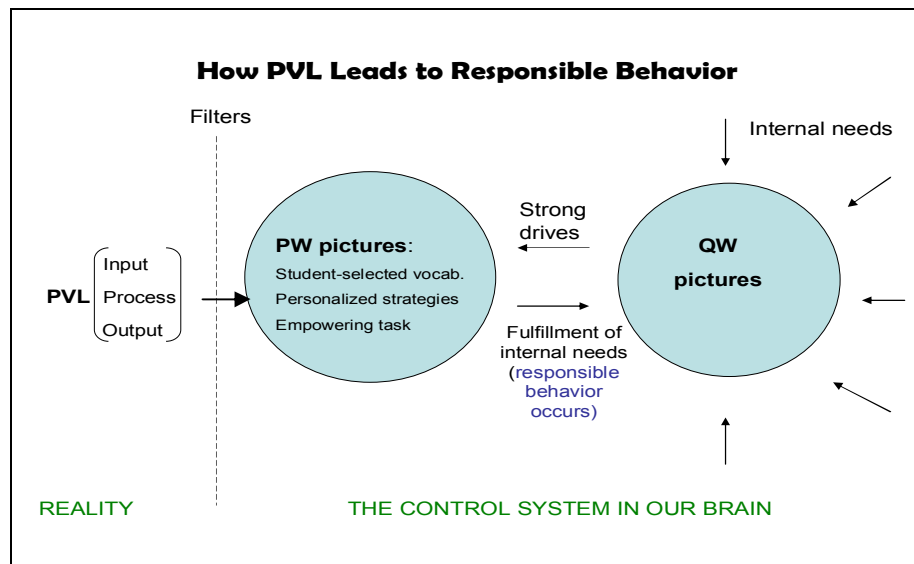 How PVL Leads to Responsible Behavior
Filters
Internal needs
Strong
drives
PW pictures:
Student-selected vocab.
Personalized strategies
Empowering task
QW
pictures
PVL
Input
Process
Output
Fulfillment of
internal needs
(responsible
behavior
occurs)
REALITY
THE CONTROL SYSTEM IN OUR BRAIN